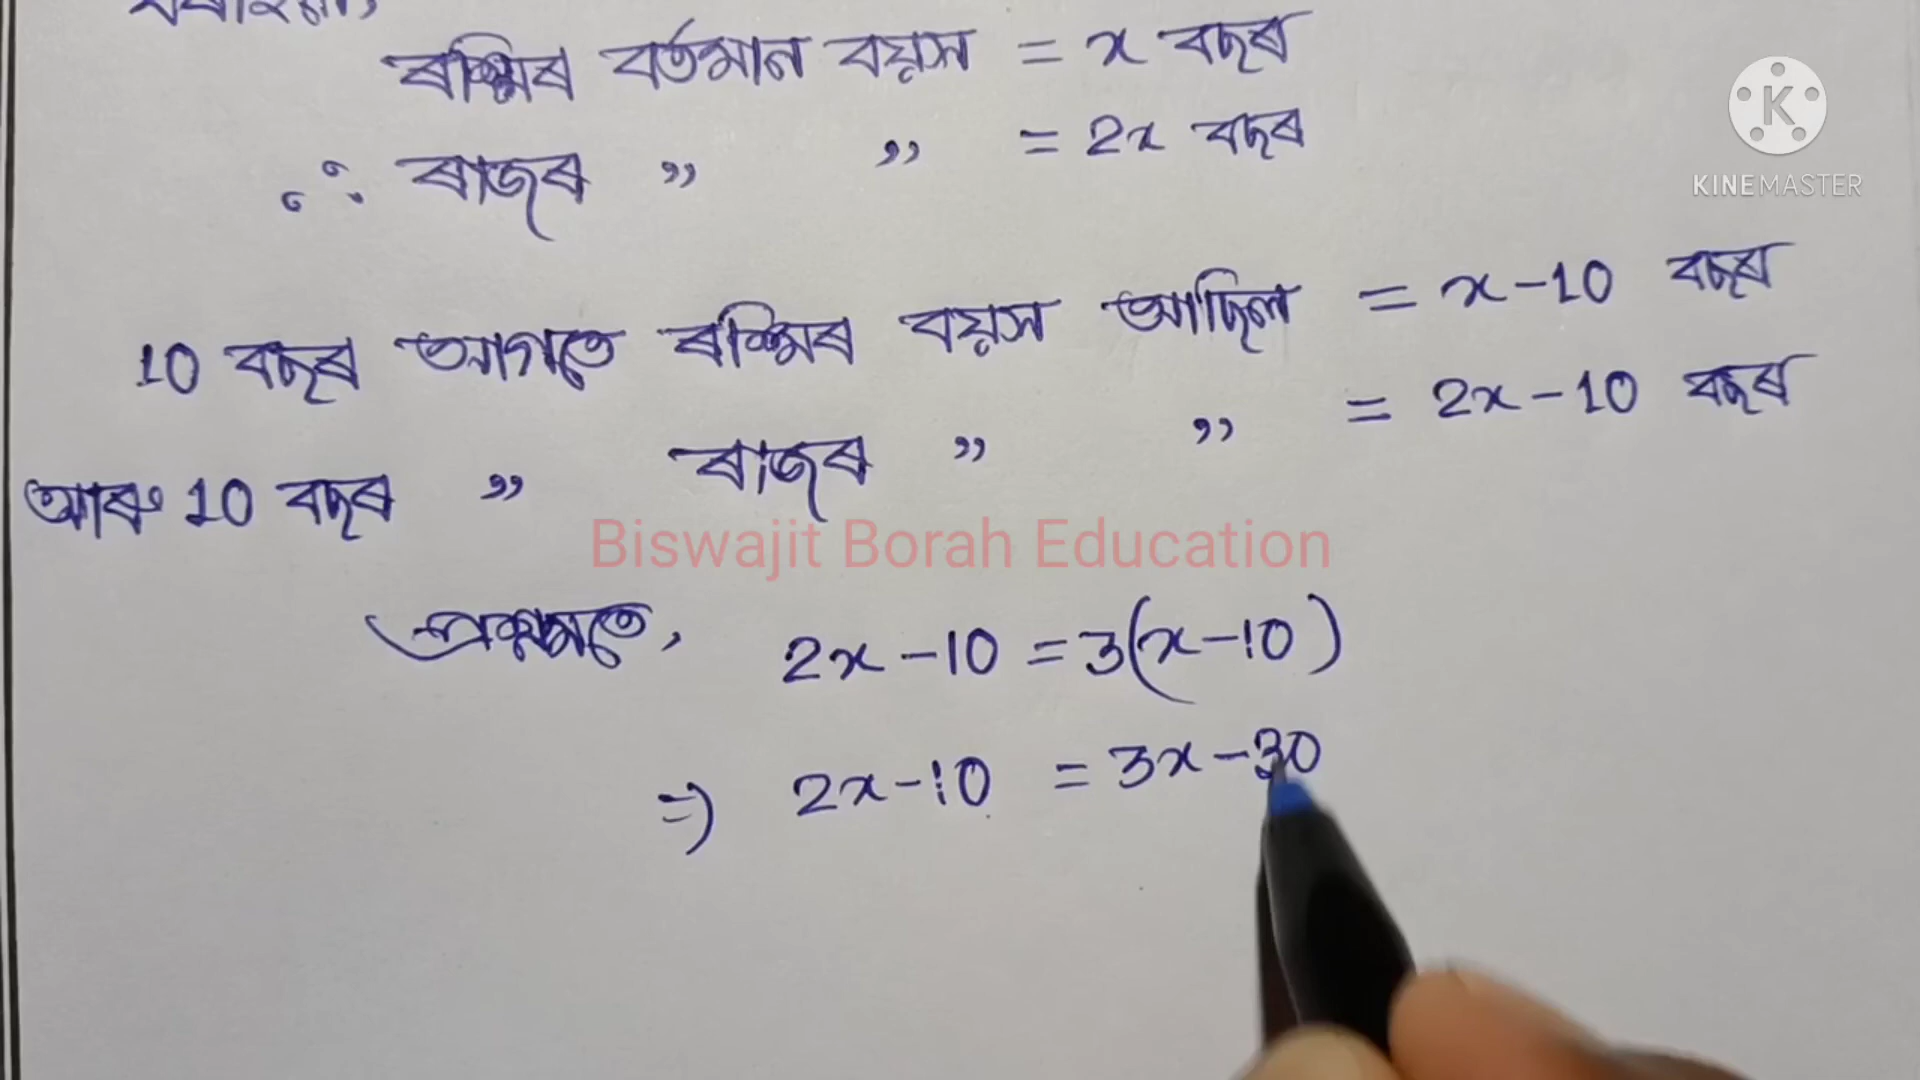 ৰশ্মিৰ বৰ্তমান বয়স = x বছৰ
∴ ৰাজৰ " " = 2x বছৰ
10 বছৰ আগতে ৰশ্মিৰ বয়স আছিল = x-10 বছৰ
আৰু 10 বছৰ " ৰাজৰ " " = 2x-10 বছৰ
প্ৰশ্নমতে, 2x-10 = 3(x-10)
⇒ 2x-10 = 3x-30
Biswajit Borah Education
K
KINEMASTER